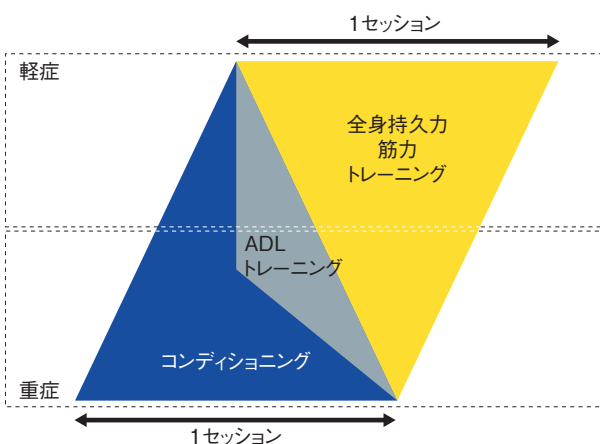 1セッション
軽症
全身持久力
筋力
トレーニング
ADL
トレーニング
コンディショニング
重症
1セッション